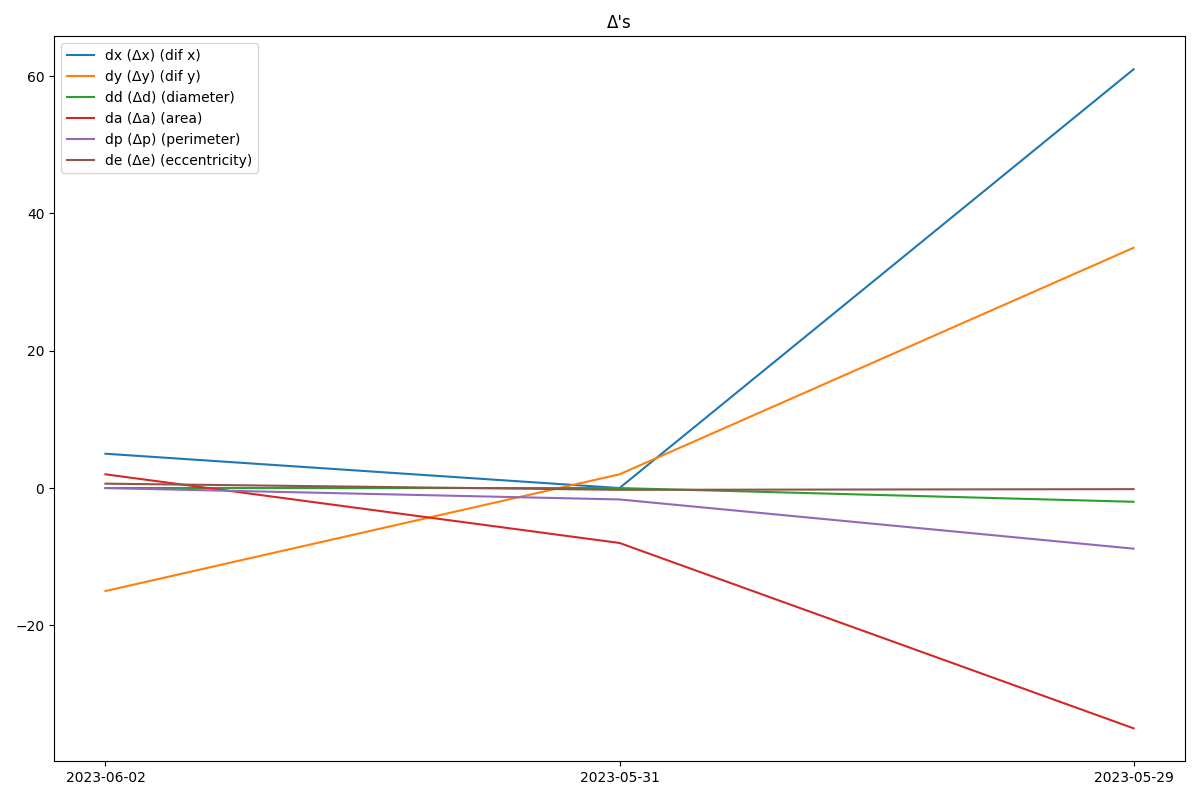 Δ's
dx (Δx) (dif x)
dy (Δy) (dif y)
dd (Δd) (diameter)
da (Δa) (area)
dp (Δp) (perimeter)
de (Δe) (eccentricity)
60
40
20
0
−20
2023-06-02
2023-05-31
2023-05-29